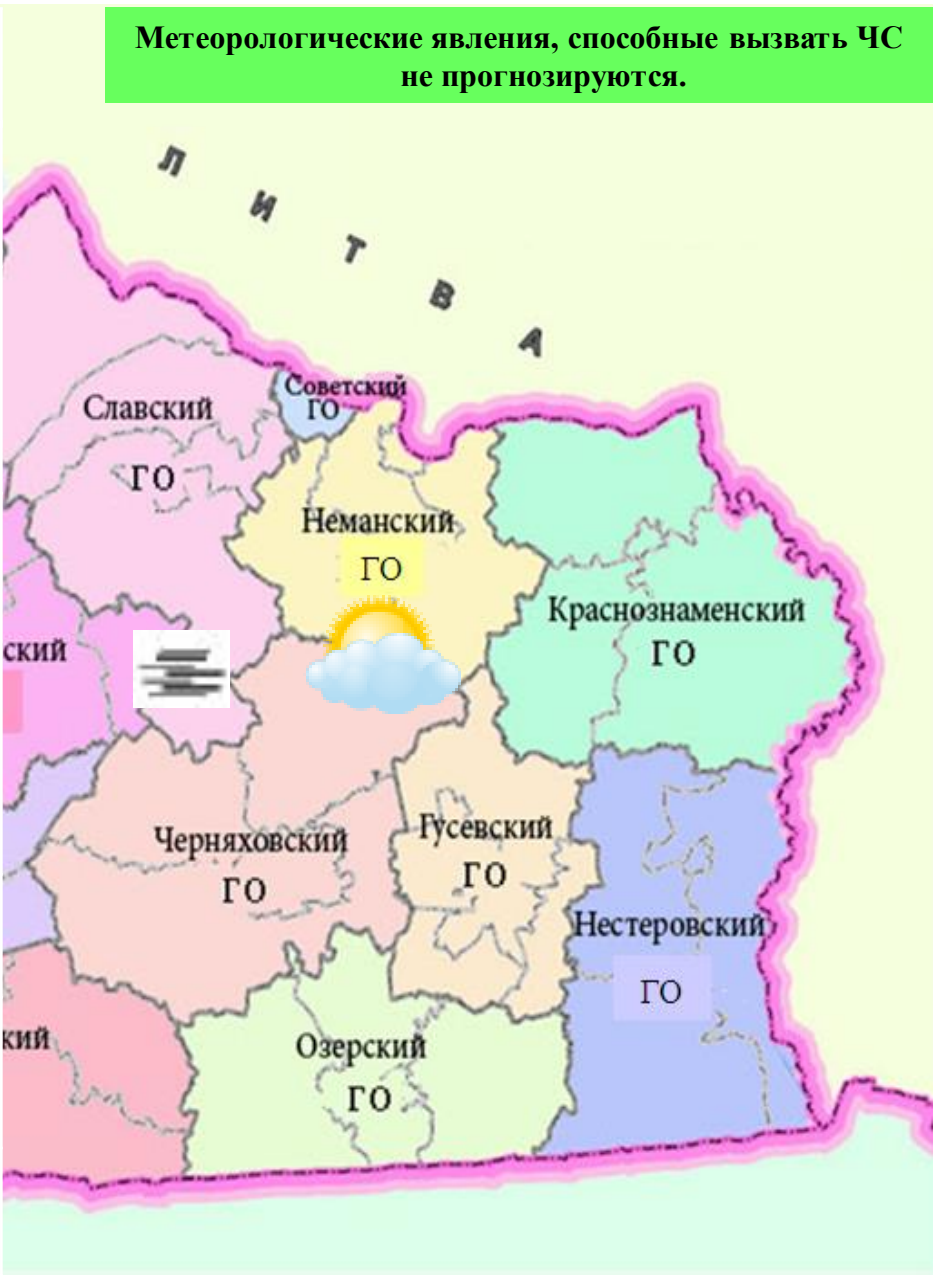 Метеорологические явления, способные вызвать ЧС
не прогнозируются.
ЛИТВА
Советский
ГО
Славский
ГО
Неманский
ГО
Краснознаменский
ГО
ский
Черняховский
ГО
Гусевский
ГО
Нестеровский
ГО
кий
Озерский
ГО